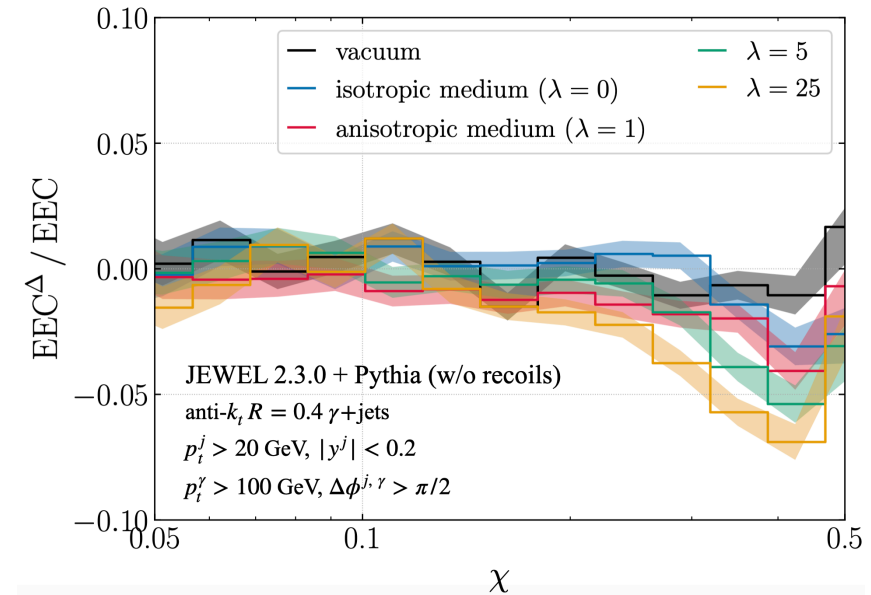 0.10
0.05
0.00
−0.05
−0.10
EEC^Δ / EEC
vacuum
isotropic medium (λ = 0)
anisotropic medium (λ = 1)
λ = 5
λ = 25
JEWEL 2.3.0 + Pythia (w/o recoils)
anti-k_t R = 0.4 γ+jets
p_t^j > 20 GeV, |y^j| < 0.2
p_t^γ > 100 GeV, Δϕ^{j, γ} > π/2
0.05 0.1 0.5
χ